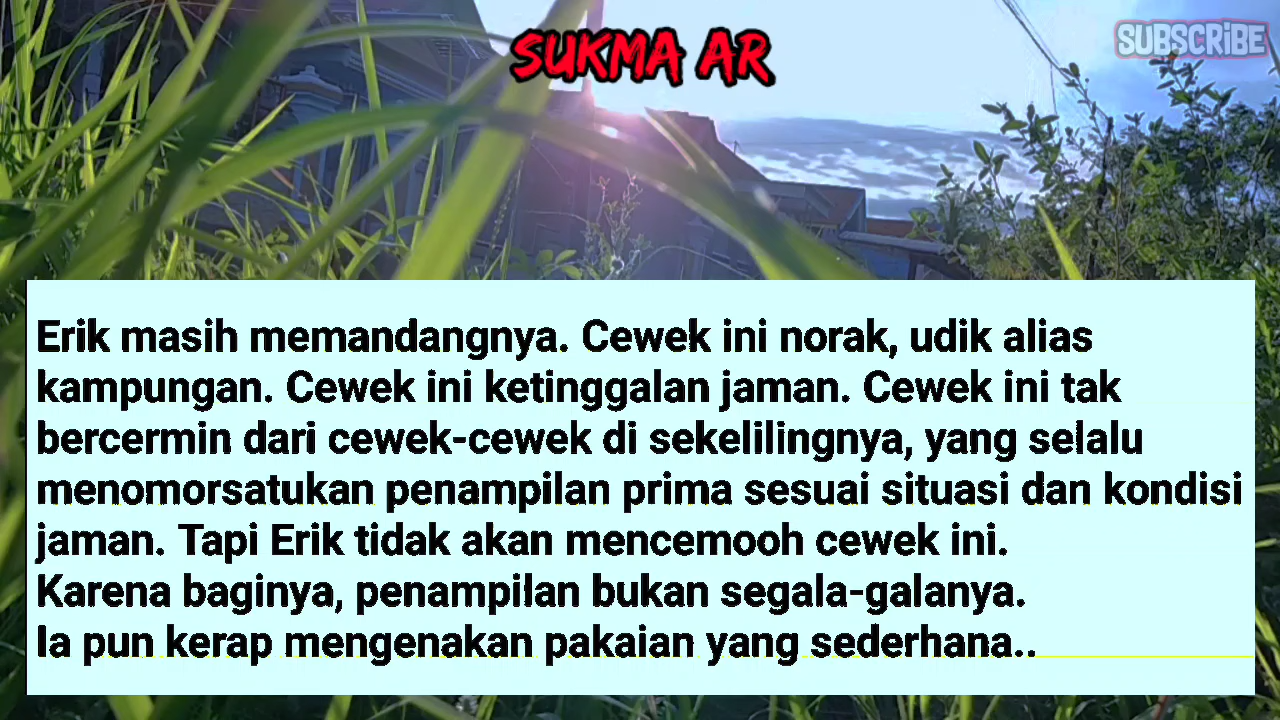 SUKMA AR
SUBSCRiBE
Erik masih memandangnya. Cewek ini norak, udik alias
kampungan. Cewek ini ketinggalan jaman. Cewek ini tak
bercermin dari cewek-cewek di sekelilingnya, yang selalu
menomorsatukan penampilan prima sesuai situasi dan kondisi
jaman. Tapi Erik tidak akan mencemooh cewek ini.
Karena baginya, penampilan bukan segala-galanya.
Ia pun kerap mengenakan pakaian yang sederhana..